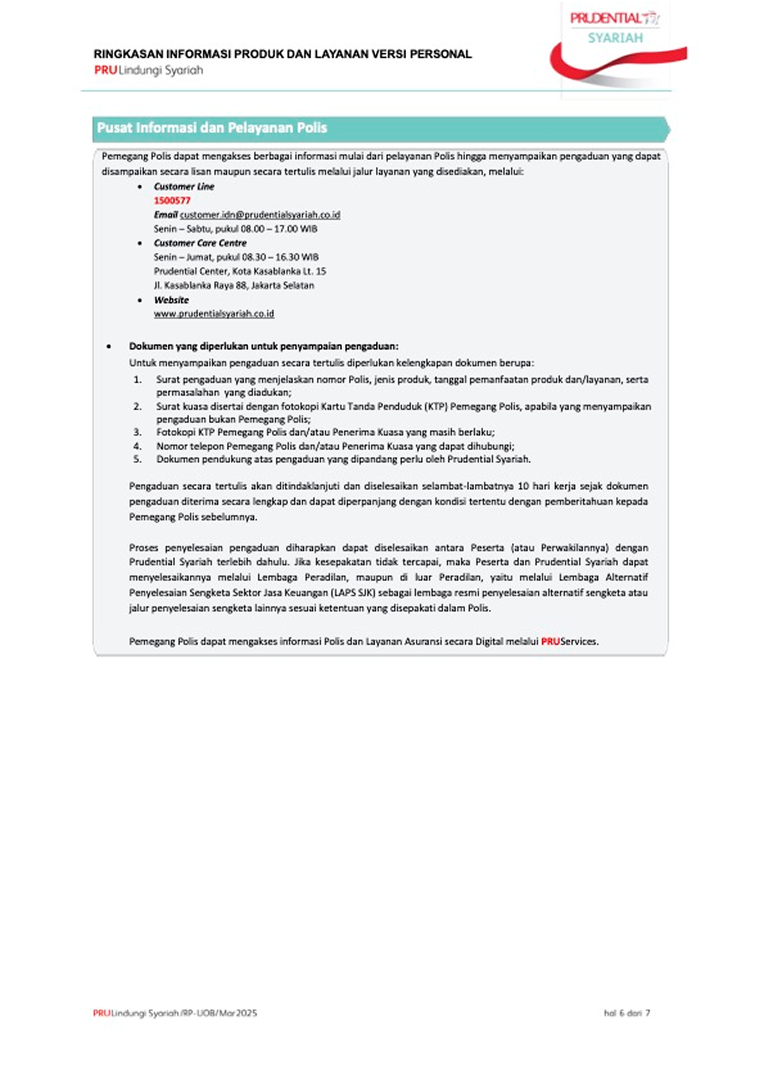 PRUDENTIAL
SYARIAH
RINGKASAN INFORMASI PRODUK DAN LAYANAN VERSI PERSONAL
PRULindungi Syariah
Pusat Informasi dan Pelayanan Polis
Pemegang Polis dapat mengakses berbagai informasi mulai dari pelayanan Polis hingga menyampaikan pengaduan yang dapat
disampaikan secara lisan maupun secara tertulis melalui jalur layanan yang disediakan, melalui:
• Customer Line
1500577
Email customer.idn@prudentialsyariah.co.id
Senin – Sabtu, pukul 08.00 – 17.00 WIB
• Customer Care Centre
Senin – Jumat, pukul 08.30 – 16.30 WIB
Prudential Center, Kota Kasablanka Lt. 15
Jl. Kasablanka Raya 88, Jakarta Selatan
• Website
www.prudentialsyariah.co.id
• Dokumen yang diperlukan untuk penyampaian pengaduan:
Untuk menyampaikan pengaduan secara tertulis diperlukan kelengkapan dokumen berupa:
1. Surat pengaduan yang menjelaskan nomor Polis, jenis produk, tanggal pemanfaatan produk dan/layanan, serta
permasalahan yang diadukan;
2. Surat kuasa disertai dengan fotokopi Kartu Tanda Penduduk (KTP) Pemegang Polis, apabila yang menyampaikan
pengaduan bukan Pemegang Polis;
3. Fotokopi KTP Pemegang Polis dan/atau Penerima Kuasa yang masih berlaku;
4. Nomor telepon Pemegang Polis dan/atau Penerima Kuasa yang dapat dihubungi;
5. Dokumen pendukung atas pengaduan yang dipandang perlu oleh Prudential Syariah.
Pengaduan secara tertulis akan ditindaklanjuti dan diselesaikan selambat-lambatnya 10 hari kerja sejak dokumen
pengaduan diterima secara lengkap dan dapat diperpanjang dengan kondisi tertentu dengan pemberitahuan kepada
Pemegang Polis sebelumnya.
Proses penyelesaian pengaduan diharapkan dapat diselesaikan antara Peserta (atau Perwakilannya) dengan
Prudential Syariah terlebih dahulu. Jika kesepakatan tidak tercapai, maka Peserta dan Prudential Syariah dapat
menyelesaikannya melalui Lembaga Peradilan, maupun di luar Peradilan, yaitu melalui Lembaga Alternatif
Penyelesaian Sengketa Sektor Jasa Keuangan (LAPS SJK) sebagai lembaga resmi penyelesaian alternatif sengketa atau
jalur penyelesaian sengketa lainnya sesuai ketentuan yang disepakati dalam Polis.
Pemegang Polis dapat mengakses informasi Polis dan Layanan Asuransi secara Digital melalui PRUServices.
PRULindungi Syariah/RP-UOB/Mar2025
hal 6 dari 7